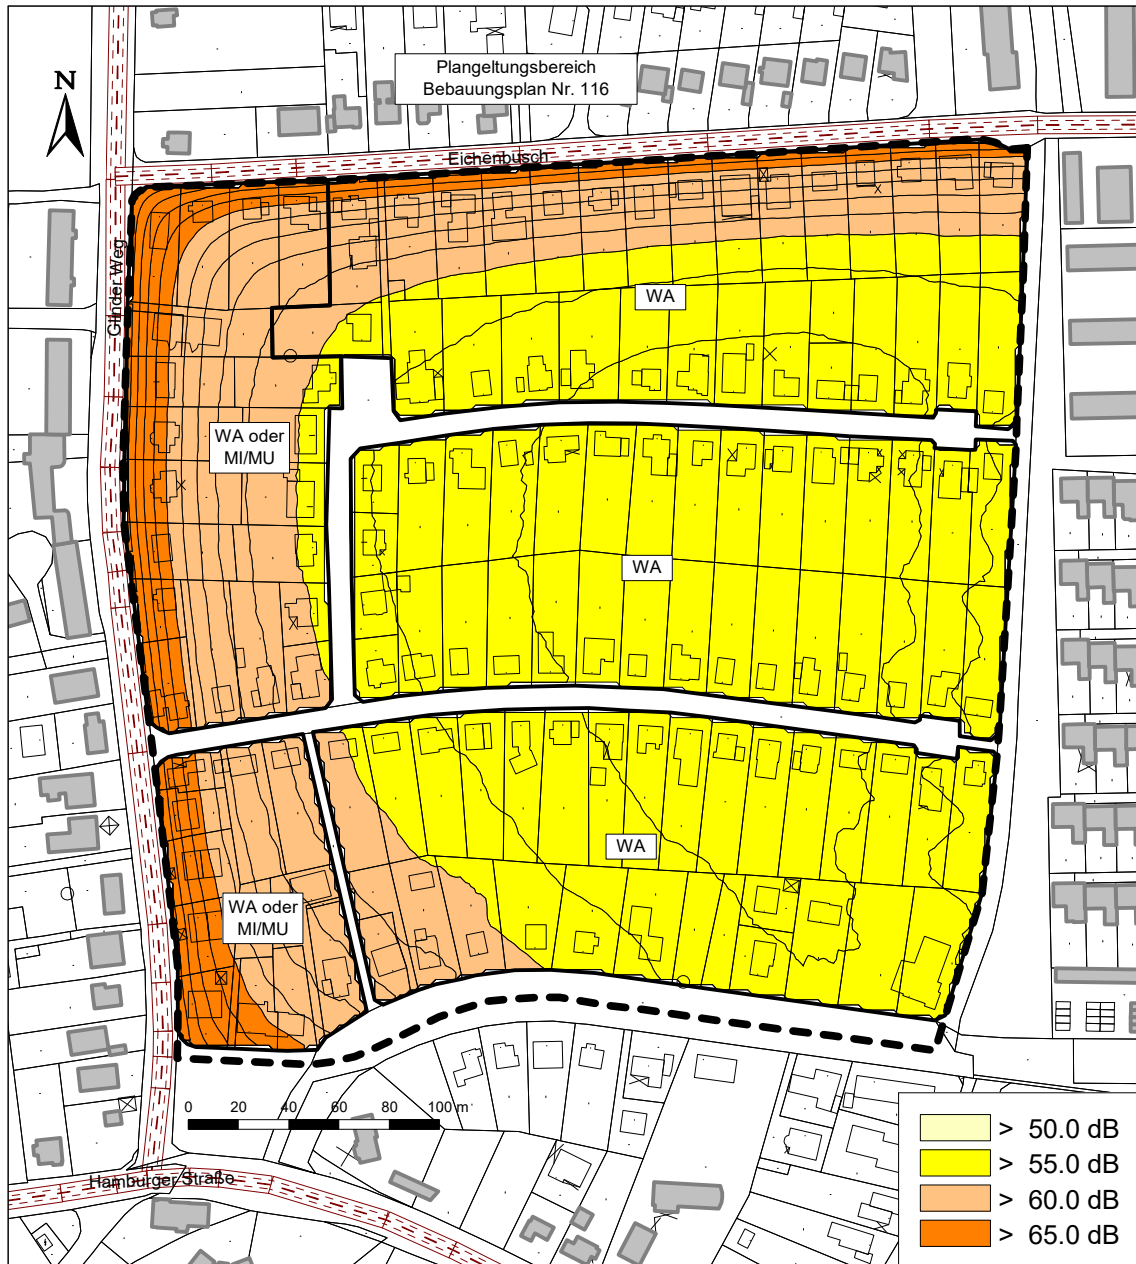 Plangeltungsbereich
Bebauungsplan Nr. 116
N
Eichenbusch
Glinder Weg
WA
WA oder
MI/MU
WA
WA
WA oder
MI/MU
0 20 40 60 80 100 m
Hamburger Straße
> 50.0 dB
> 55.0 dB
> 60.0 dB
> 65.0 dB